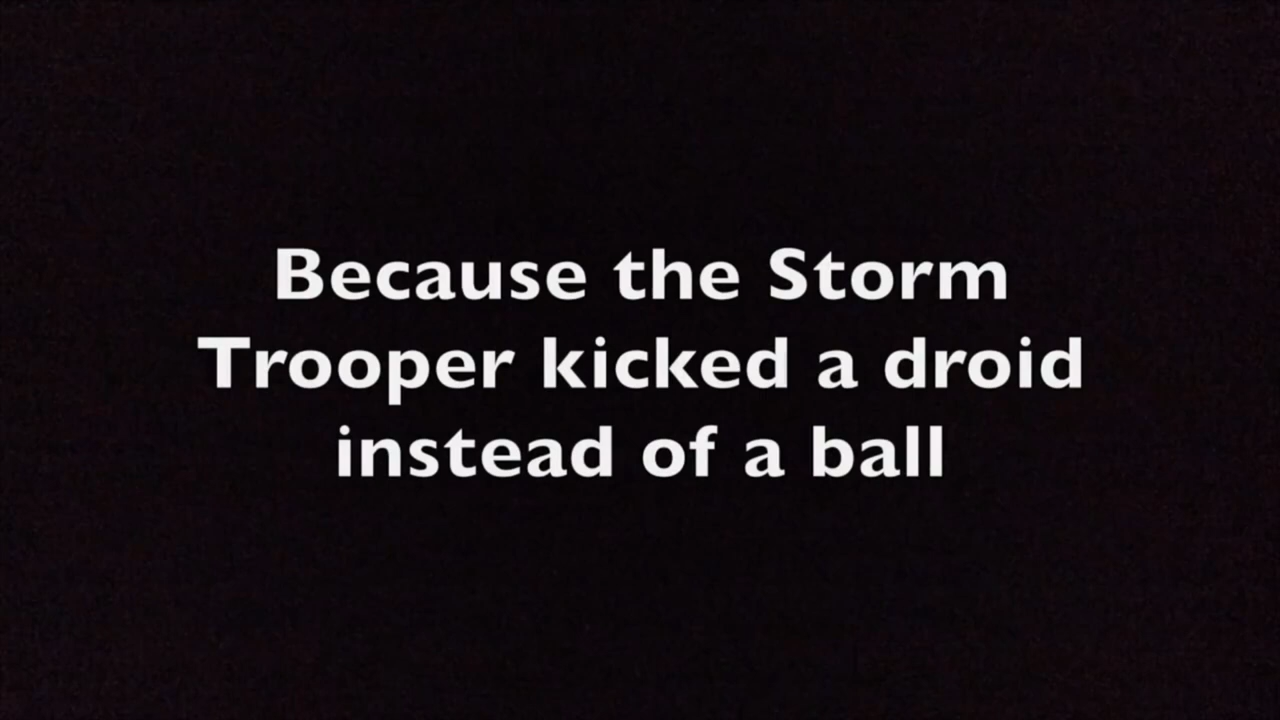 Because the Storm
Trooper kicked a droid
instead of a ball